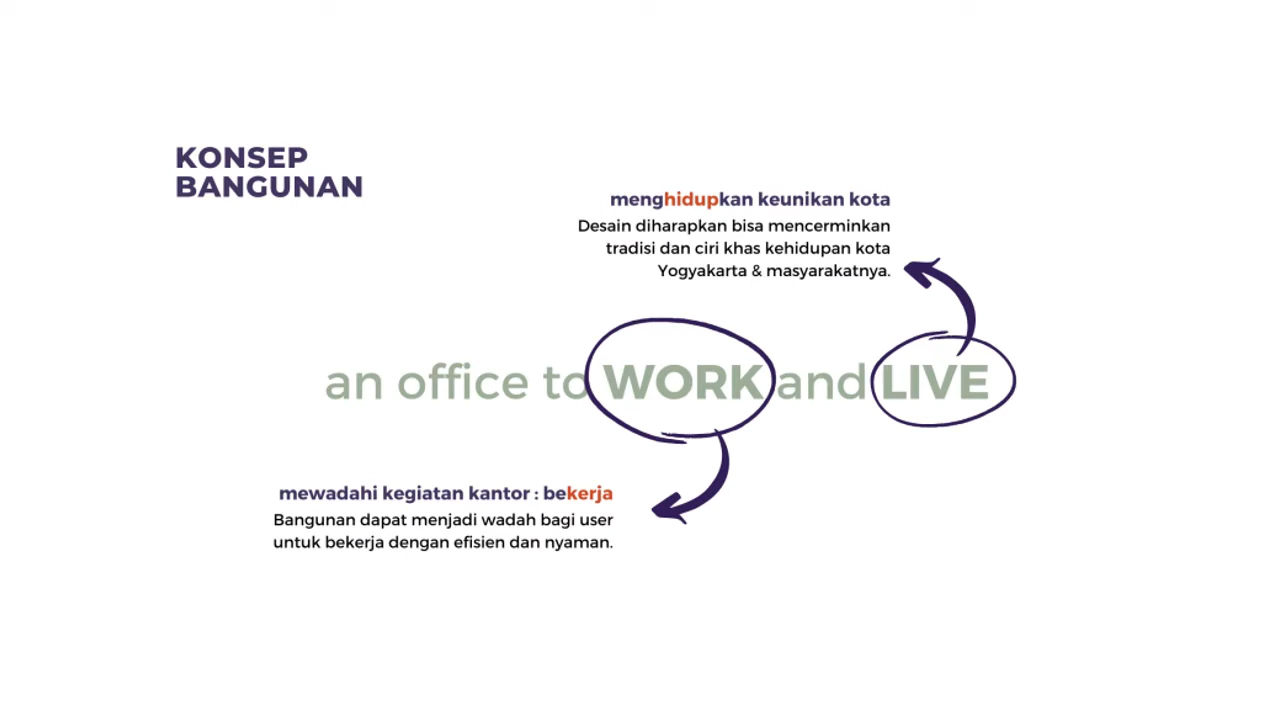 KONSEP
BANGUNAN
menghidupkan keunikan kota
Desain diharapkan bisa mencerminkan
tradisi dan ciri khas kehidupan kota
Yogyakarta & masyarakatnya.
an office to WORK and LIVE
mewadahi kegiatan kantor : bekerja
Bangunan dapat menjadi wadah bagi user
untuk bekerja dengan efisien dan nyaman.